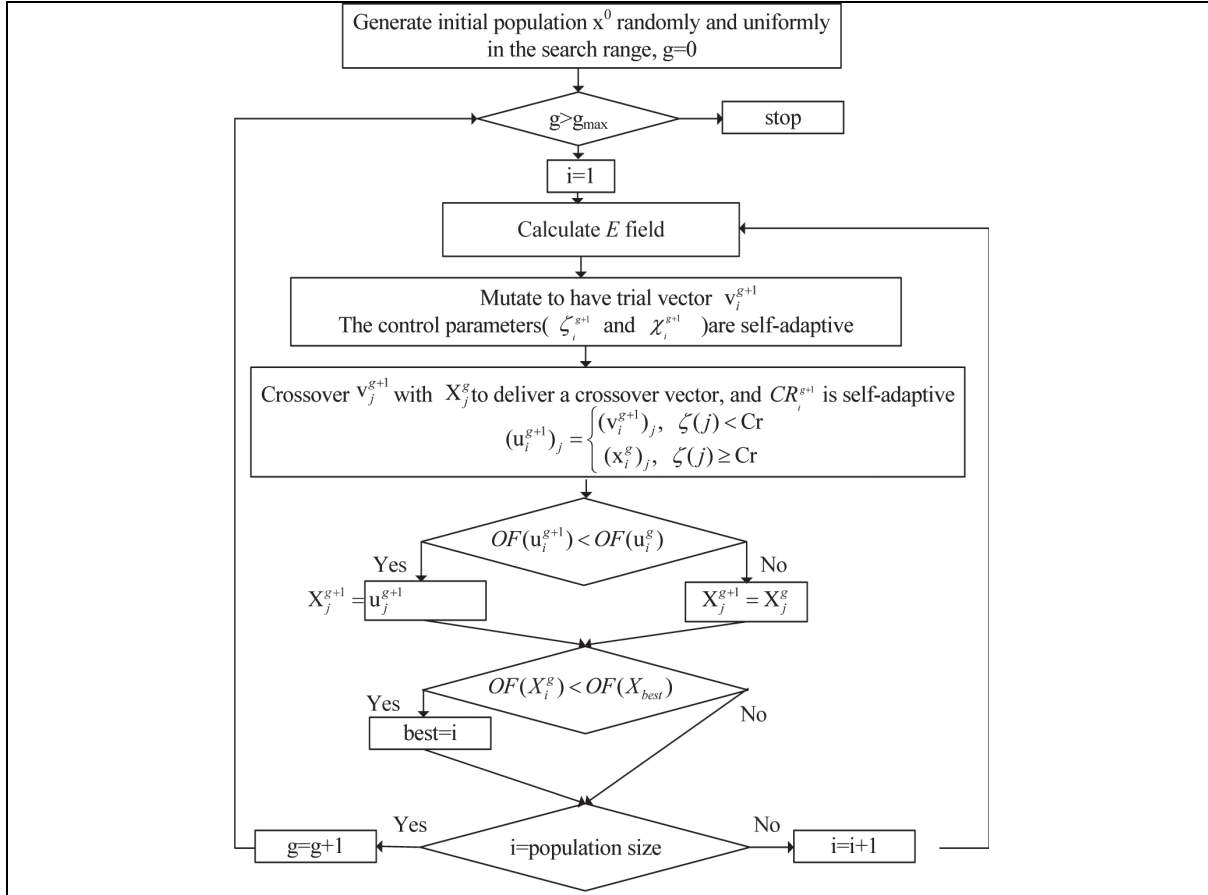 Generate initial population x⁰ randomly and uniformly
in the search range, g=0
g>g_max
stop
i=1
Calculate E field
Mutate to have trial vector v_i^{g+1}
The control parameters( ζ_i^{g+1} and χ_i^{g+1} )are self-adaptive
Crossover v_j^{g+1} with X_j^g to deliver a crossover vector, and CR_i^{g+1} is self-adaptive
(u_i^{g+1})_j = { (v_i^{g+1})_j, ζ(j) < Cr
(x_i^g)_j, ζ(j) ≥ Cr
OF(u_i^{g+1}) < OF(u_i^g)
Yes
No
X_j^{g+1} = u_j^{g+1}
X_j^{g+1} = X_j^g
OF(X_i^g) < OF(X_best)
Yes
No
best=i
Yes
No
g=g+1
i=population size
i=i+1